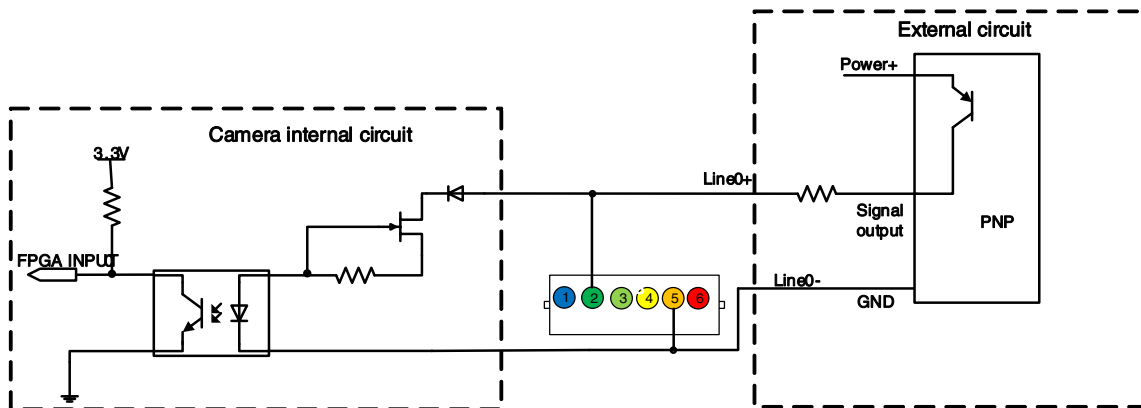 External circuit
Power+
Camera internal circuit
3.3V
Line0+
Signal
output
PNP
FPGA INPUT
Line0-
GND
1 2 3 4 5 6